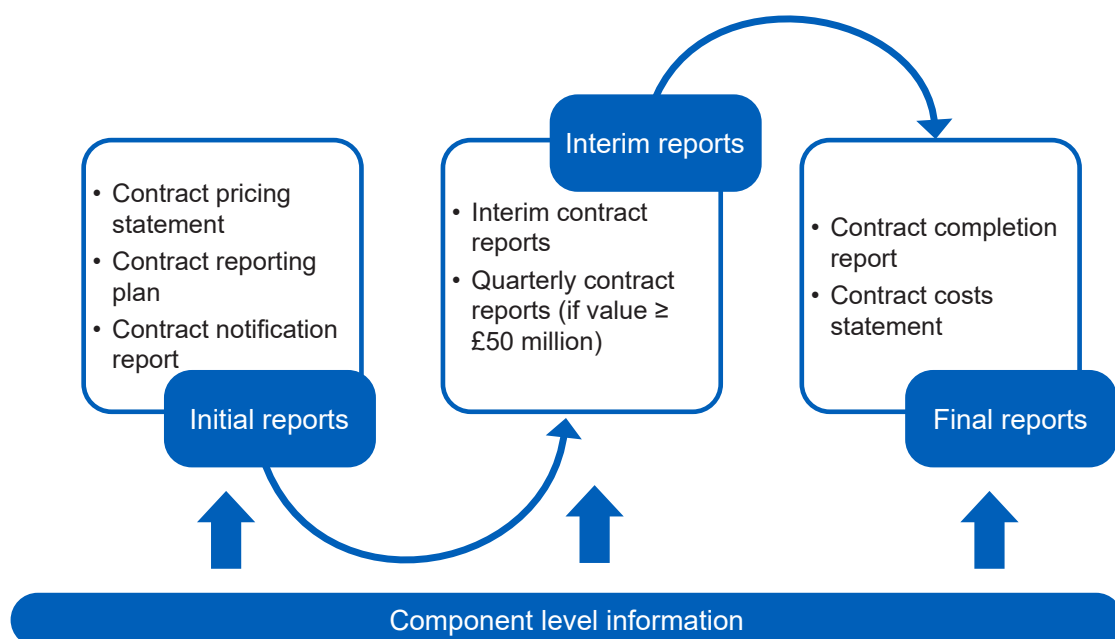 • Contract pricing
statement
• Contract reporting
plan
• Contract notification
report
Initial reports
Interim reports
• Interim contract
reports
• Quarterly contract
reports (if value ≥
£50 million)
• Contract completion
report
• Contract costs
statement
Final reports
Component level information